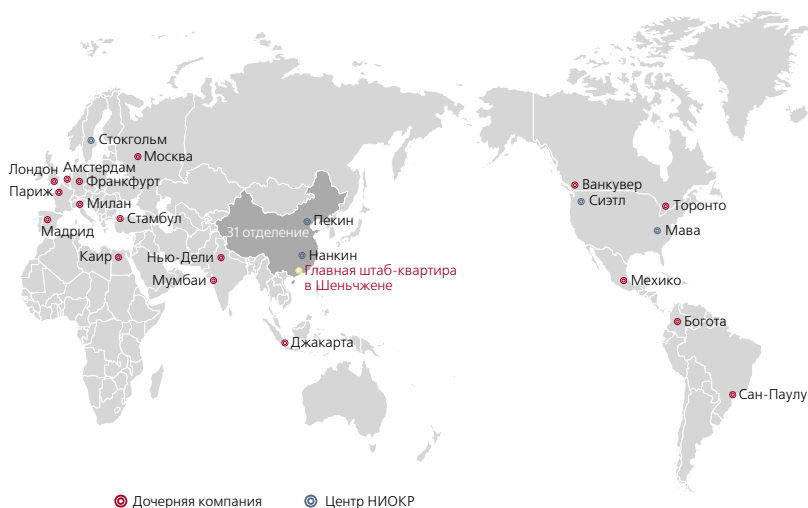 Стокгольм
Москва
Лондон
Амстердам
Франкфурт
Париж
Милан
Стамбул
Мадрид
Каир
Нью-Дели
Мумбаи
31 отделение
Пекин
Нанкин
Главная штаб-квартира
в Шеньчжене
Джакарта
Ванкувер
Сиэтл
Торонто
Мава
Мехико
Богота
Сан-Паулу
Дочерняя компания
Центр НИОКР